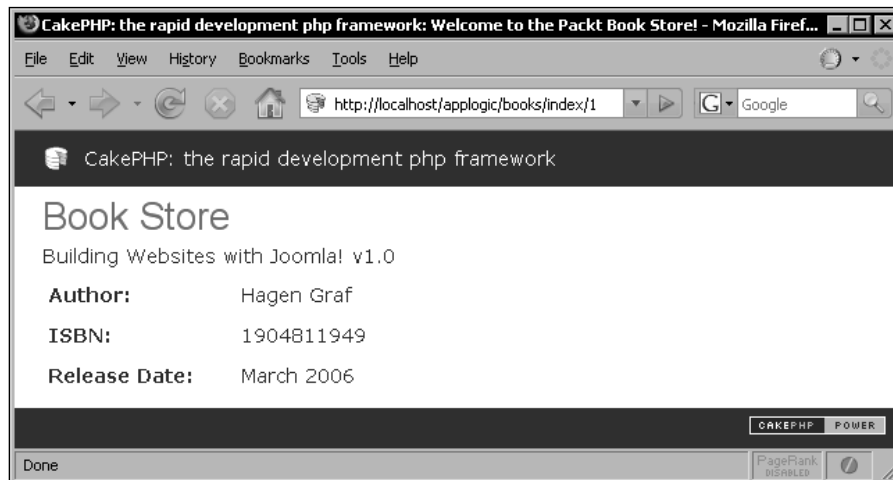 CakePHP: the rapid development php framework: Welcome to the Packt Book Store! - Mozilla Firef...
File Edit View History Bookmarks Tools Help
http://localhost/applogic/books/index/1 G Google
CakePHP: the rapid development php framework
Book Store
Building Websites with Joomla! v1.0
Author: Hagen Graf
ISBN: 1904811949
Release Date: March 2006
CAKEPHP POWER
Done PageRank
DISABLED